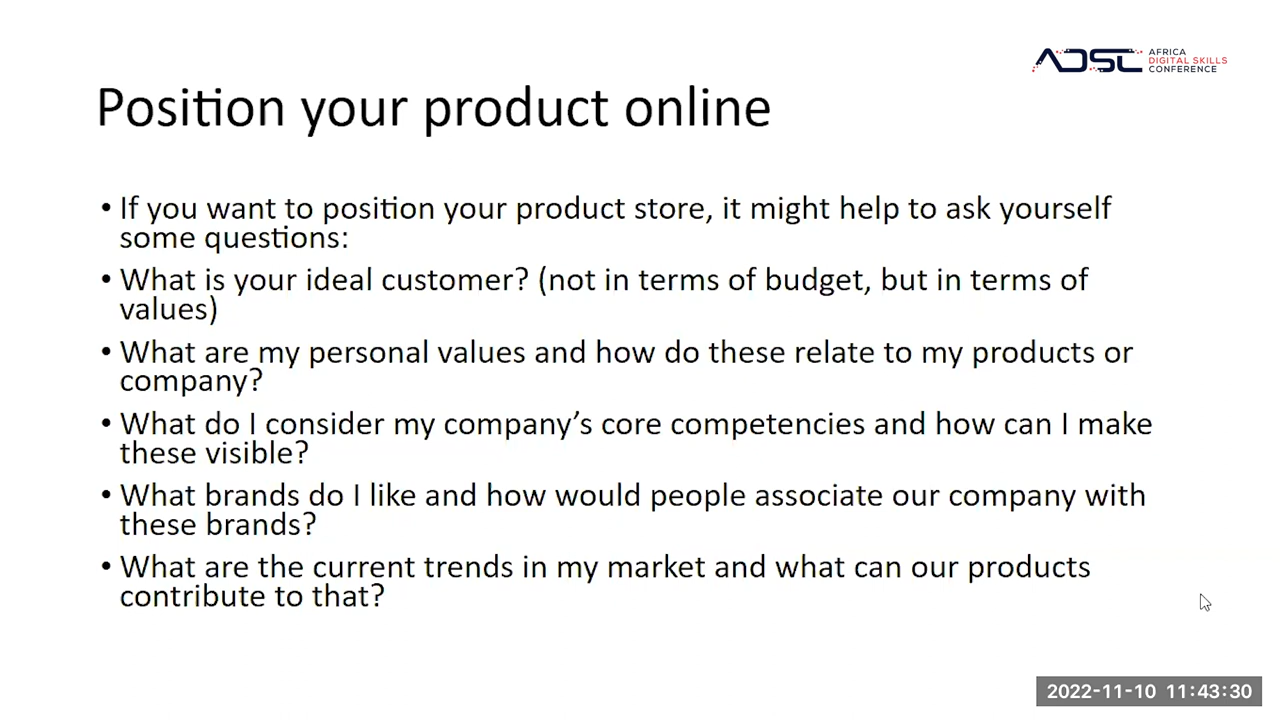 AFRICA
DIGITAL SKILLS
CONFERENCE
ADSC
Position your product online
• If you want to position your product store, it might help to ask yourself
some questions:
• What is your ideal customer? (not in terms of budget, but in terms of
values)
• What are my personal values and how do these relate to my products or
company?
• What do I consider my company’s core competencies and how can I make
these visible?
• What brands do I like and how would people associate our company with
these brands?
• What are the current trends in my market and what can our products
contribute to that?
2022-11-10 11:43:30